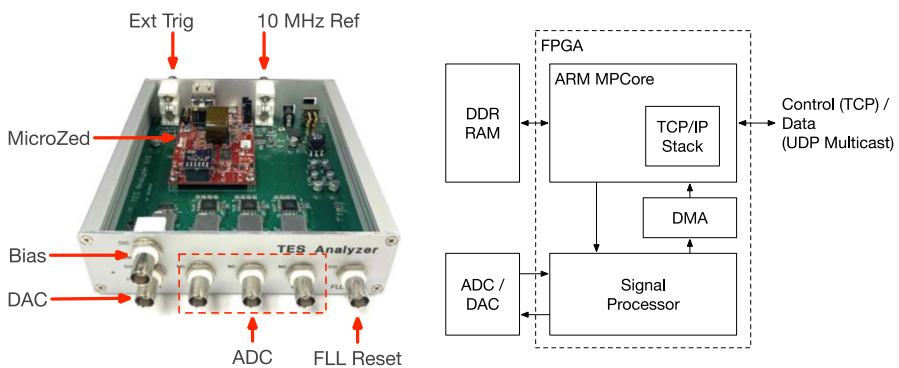 Ext Trig
10 MHz Ref
MicroZed
Bias
DAC
TES Analyzer
ADC
FLL Reset
FPGA
ARM MPCore
DDR
RAM
TCP/IP
Stack
Control (TCP) /
Data
(UDP Multicast)
DMA
ADC /
DAC
Signal
Processor